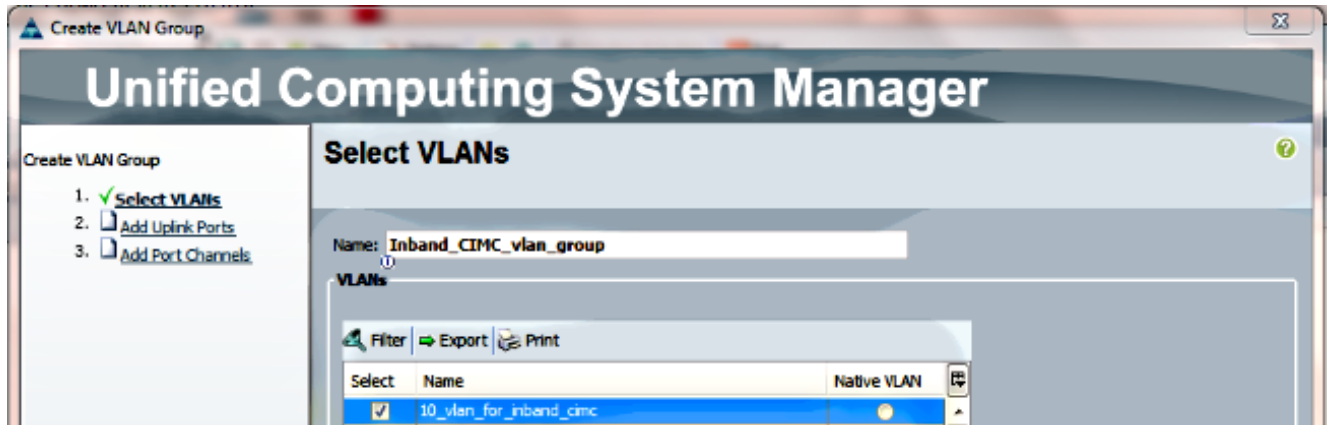 Create VLAN Group
Unified Computing System Manager
Create VLAN Group
1. Select VLANs
2. Add Uplink Ports
3. Add Port Channels
Select VLANs
Name: Inband_CIMC_vlan_group
VLANs
Filter Export Print
Select Name Native VLAN
10_vlan_for_inband_cimc